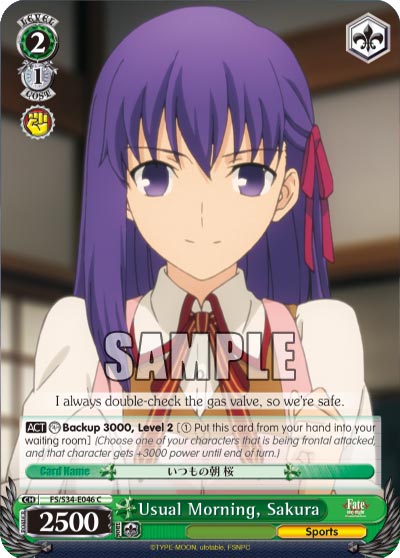 LEVEL
2
1
COST
SAMPLE
I always double-check the gas valve, so we're safe.
ACT Backup 3000, Level 2 [① Put this card from your hand into your
waiting room] (Choose one of your characters that is being frontal attacked,
and that character gets +3000 power until end of turn.)
Card Name
いつもの朝 桜
CH FS/S34-E046 C
Usual Morning, Sakura
Fate
2500
Sports
©TYPE-MOON, ufotable, FSNPC